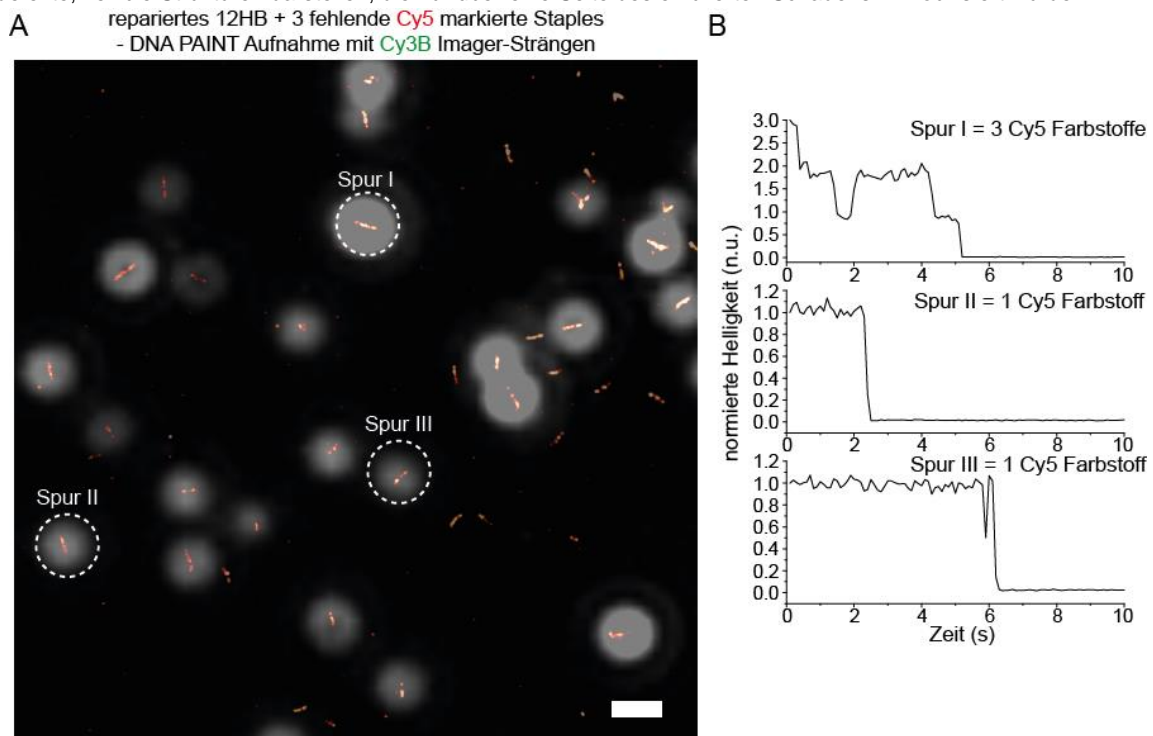 repariertes 12HB + 3 fehlende Cy5 markierte Staples
- DNA PAINT Aufnahme mit Cy3B Imager-Strängen
A
B
Spur I
Spur II
Spur III
normierte Helligkeit (n.u.)
Spur I = 3 Cy5 Farbstoffe
3.0
2.5
2.0
1.5
1.0
0.5
0.0
0 2 4 6 8 10
Spur II = 1 Cy5 Farbstoff
1.2
1.0
0.8
0.6
0.4
0.2
0.0
0 2 4 6 8 10
Spur III = 1 Cy5 Farbstoff
1.2
1.0
0.8
0.6
0.4
0.2
0.0
0 2 4 6 8 10
Zeit (s)